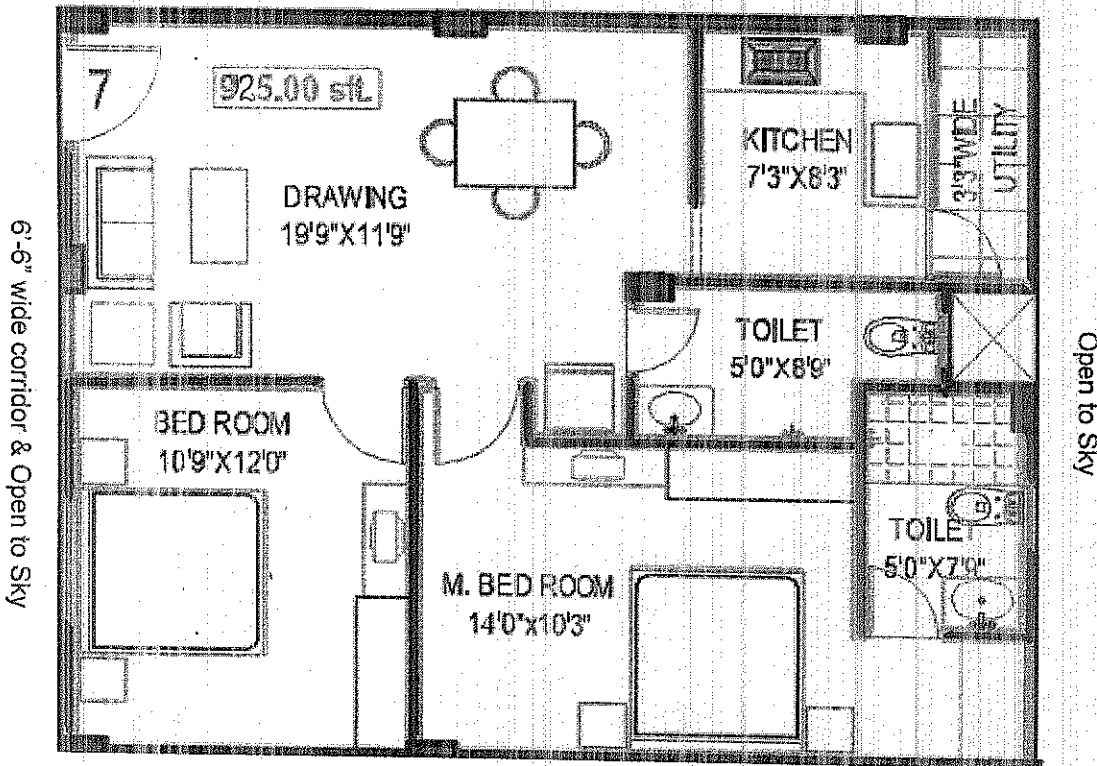 7
925.00 sft.
DRAWING
19'9"X11'9"
KITCHEN
7'3"X8'3"
3'3"WIDE
UTILITY
TOILET
5'0"X8'9"
BED ROOM
10'9"X12'0"
M. BED ROOM
14'0"x10'3"
TOILET
5'0"X7'9"
6'-6" wide corridor & Open to Sky
Open to Sky